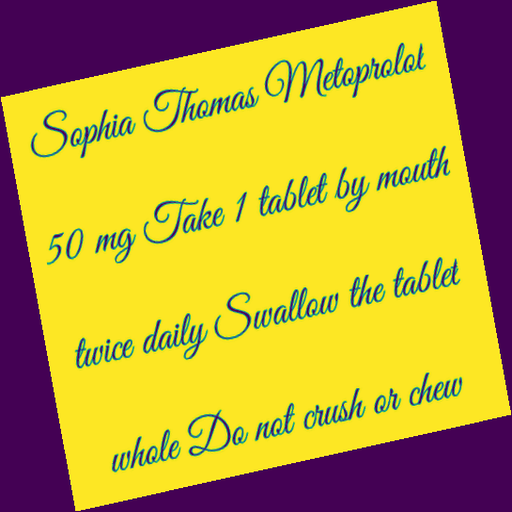 Sophia Thomas Metoprolol
50 mg Take 1 tablet by mouth
twice daily Swallow the tablet
whole Do not crush or chew